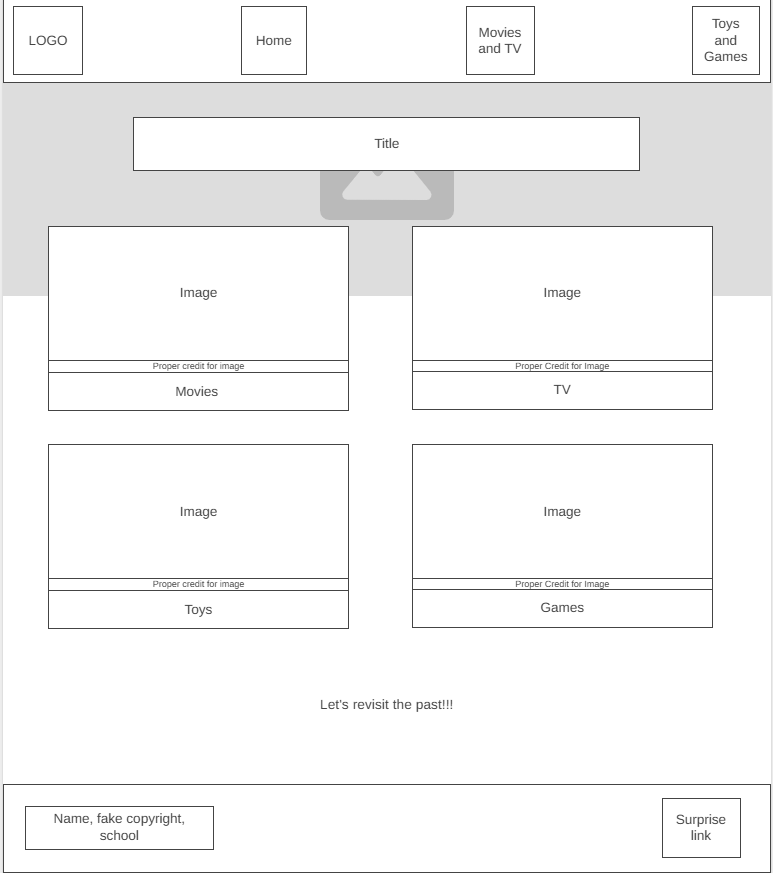 LOGO
Home
Movies
and TV
Toys
and
Games
Title
Image
Image
Proper credit for image
Proper Credit for Image
Movies
TV
Image
Image
Proper credit for image
Proper Credit for Image
Toys
Games
Let's revisit the past!!!
Name, fake copyright,
school
Surprise
link